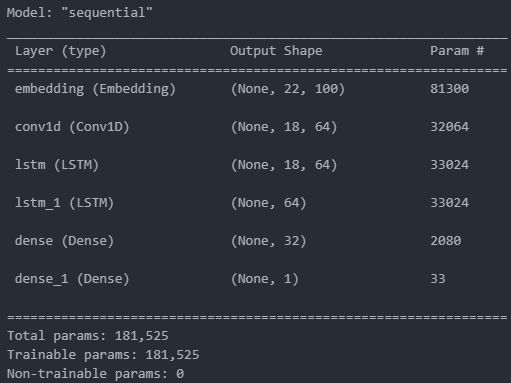 Model: "sequential"
_________________________________________________________________
Layer (type)                Output Shape              Param #
=================================================================
embedding (Embedding)       (None, 22, 100)           81300
conv1d (Conv1D)             (None, 18, 64)            32064
lstm (LSTM)                 (None, 18, 64)            33024
lstm_1 (LSTM)               (None, 64)                33024
dense (Dense)               (None, 32)                2080
dense_1 (Dense)             (None, 1)                 33
=================================================================
Total params: 181,525
Trainable params: 181,525
Non-trainable params: 0